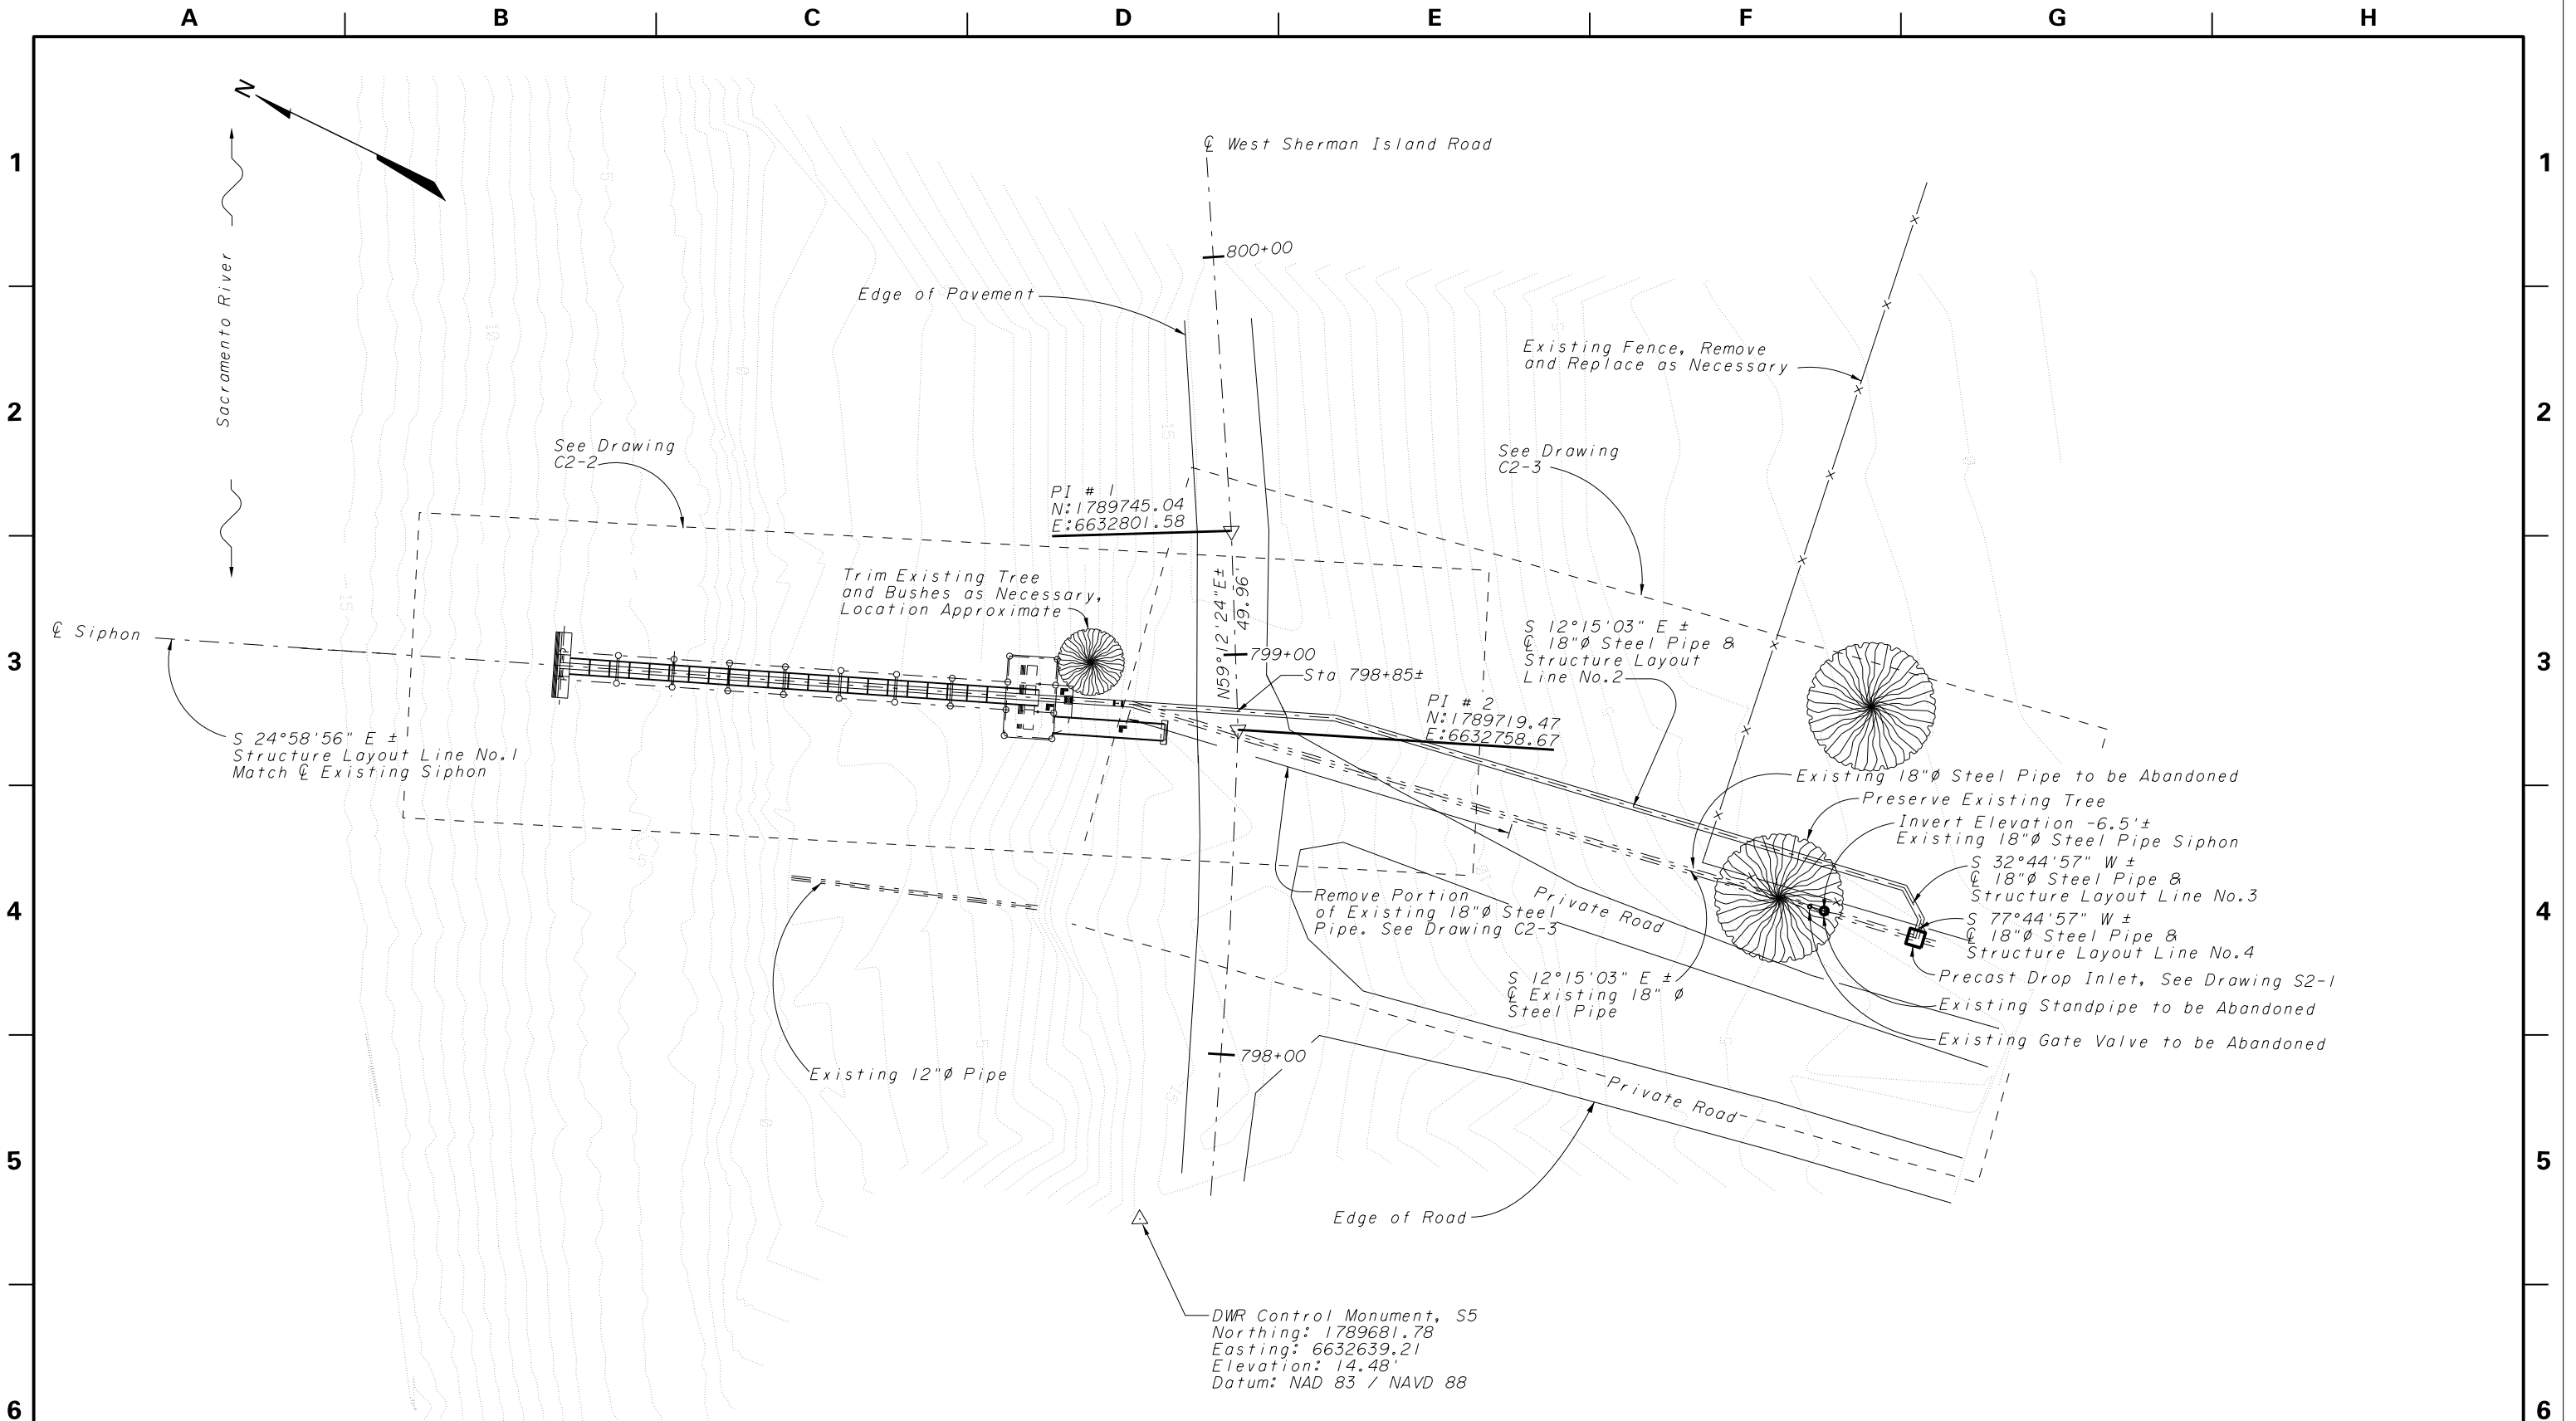 A B C D E F G H
N
1
1
℄ West Sherman Island Road
800+00
Edge of Pavement
Sacramento River
Existing Fence, Remove
and Replace as Necessary
2
2
See Drawing
C2-2
See Drawing
C2-3
PI # 1
N:1789745.04
E:6632801.58
N59°12'24"E±
49.96'
Trim Existing Tree
and Bushes as Necessary,
Location Approximate
℄ Siphon
S 12°15'03" E ±
℄ 18"Ø Steel Pipe &
Structure Layout
Line No.2
3
3
799+00
Sta 798+85±
PI # 2
N:1789719.47
E:6632758.67
S 24°58'56" E ±
Structure Layout Line No.1
Match ℄ Existing Siphon
Existing 18"Ø Steel Pipe to be Abandoned
Preserve Existing Tree
Invert Elevation -6.5'±
Existing 18"Ø Steel Pipe Siphon
S 32°44'57" W ±
℄ 18"Ø Steel Pipe &
Structure Layout Line No.3
4
4
Remove Portion
of Existing 18"Ø Steel
Pipe. See Drawing C2-3
Private Road
S 77°44'57" W ±
℄ 18"Ø Steel Pipe &
Structure Layout Line No.4
S 12°15'03" E ±
℄ Existing 18" Ø
Steel Pipe
Precast Drop Inlet, See Drawing S2-1
Existing Standpipe to be Abandoned
Existing Gate Valve to be Abandoned
798+00
Existing 12"Ø Pipe
Private Road
5
5
Edge of Road
DWR Control Monument, S5
Northing: 1789681.78
Easting: 6632639.21
Elevation: 14.48'
Datum: NAD 83 / NAVD 88
6
6